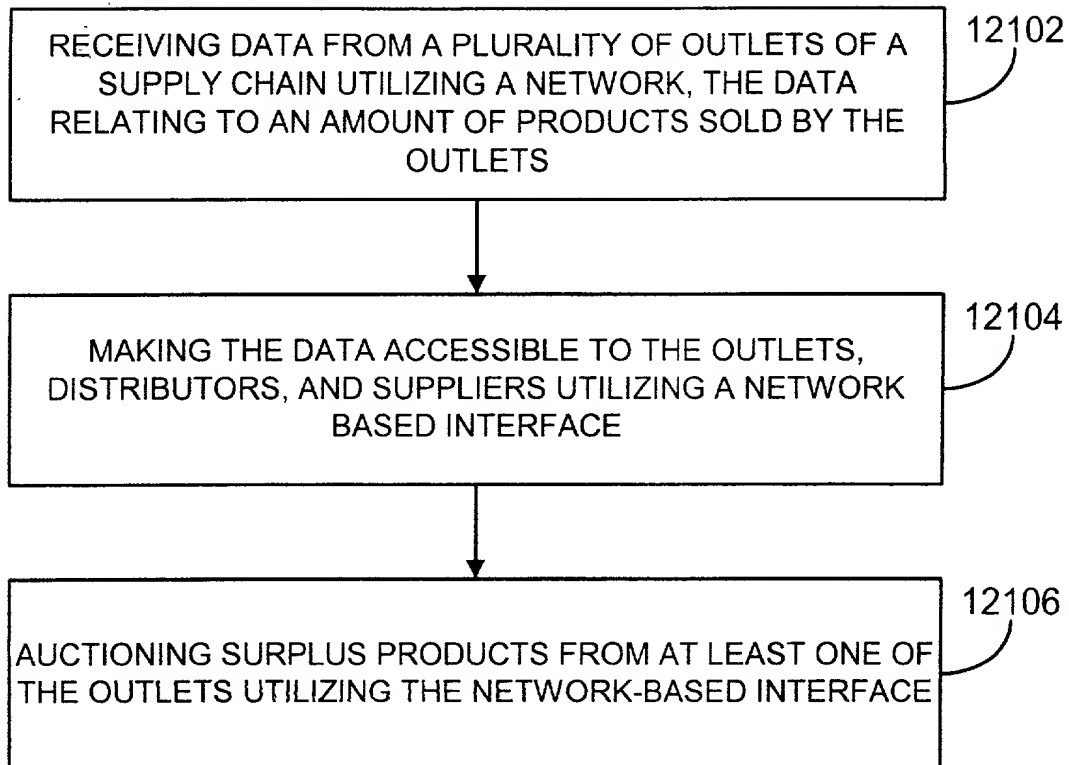 12102
RECEIVING DATA FROM A PLURALITY OF OUTLETS OF A
SUPPLY CHAIN UTILIZING A NETWORK, THE DATA
RELATING TO AN AMOUNT OF PRODUCTS SOLD BY THE
OUTLETS
12104
MAKING THE DATA ACCESSIBLE TO THE OUTLETS,
DISTRIBUTORS, AND SUPPLIERS UTILIZING A NETWORK
BASED INTERFACE
12106
AUCTIONING SURPLUS PRODUCTS FROM AT LEAST ONE OF
THE OUTLETS UTILIZING THE NETWORK-BASED INTERFACE